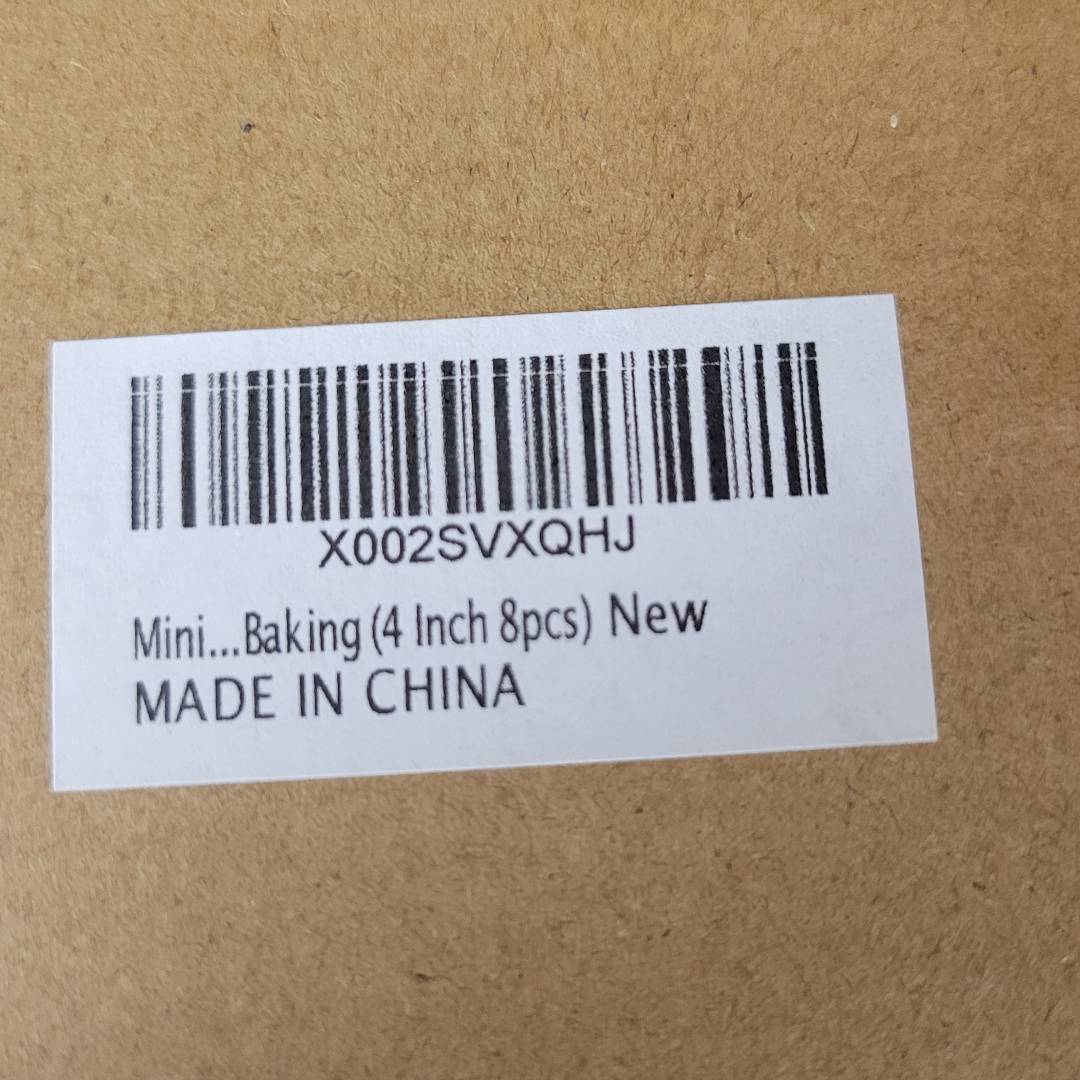 X002SVXQHJ
Mini...Baking (4 Inch 8pcs) New
MADE IN CHINA